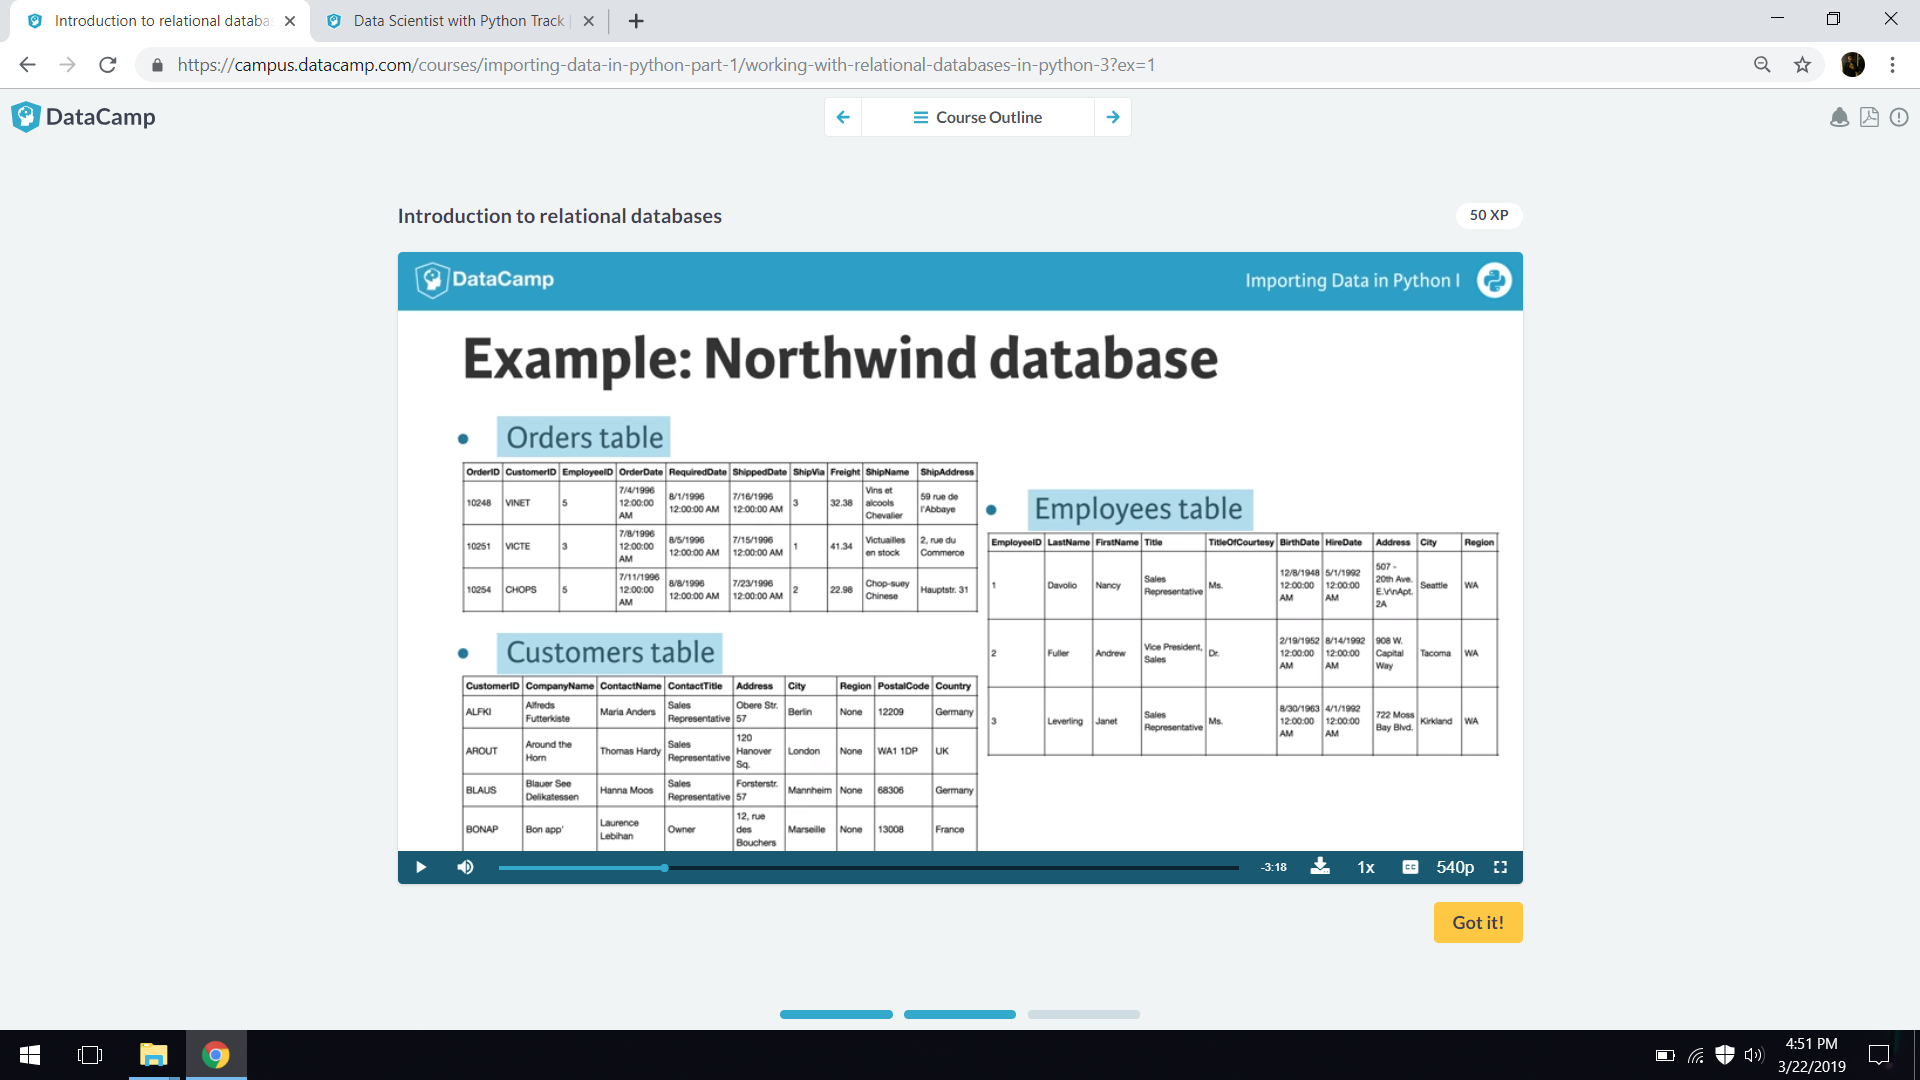 Introduction to relational databa
Data Scientist with Python Track
https://campus.datacamp.com/courses/importing-data-in-python-part-1/working-with-relational-databases-in-python-3?ex=1
DataCamp
Course Outline
Introduction to relational databases
50 XP
DataCamp
Importing Data in Python I
Example: Northwind database
• Orders table
OrderID CustomerID EmployeeID OrderDate RequiredDate ShippedDate ShipVia Freight ShipName ShipAddress
10248 VINET 5 7/4/1996 12:00:00 AM 8/1/1996 12:00:00 AM 7/16/1996 12:00:00 AM 3 32.38 Vins et alcools Chevalier 59 rue de l'Abbaye
10251 VICTE 3 7/8/1996 12:00:00 AM 8/5/1996 12:00:00 AM 7/15/1996 12:00:00 AM 1 41.34 Victuailles en stock 2, rue du Commerce
10254 CHOPS 5 7/11/1996 12:00:00 AM 8/8/1996 12:00:00 AM 7/23/1996 12:00:00 AM 2 22.98 Chop-suey Chinese Hauptstr. 31
• Customers table
CustomerID CompanyName ContactName ContactTitle Address City Region PostalCode Country
ALFKI Alfreds Futterkiste Maria Anders Sales Representative Obere Str. 57 Berlin None 12209 Germany
AROUT Around the Horn Thomas Hardy Sales Representative 120 Hanover Sq. London None WA1 1DP UK
BLAUS Blauer See Delikatessen Hanna Moos Sales Representative Forsterstr. 57 Mannheim None 68306 Germany
BONAP Bon app' Laurence Lebihan Owner 12, rue des Bouchers Marseille None 13008 France
• Employees table
EmployeeID LastName FirstName Title TitleOfCourtesy BirthDate HireDate Address City Region
1 Davolio Nancy Sales Representative Ms. 12/8/1948 12:00:00 AM 5/1/1992 12:00:00 AM 507 - 20th Ave. E.\r\nApt. 2A Seattle WA
2 Fuller Andrew Vice President, Sales Dr. 2/19/1952 12:00:00 AM 8/14/1992 12:00:00 AM 908 W. Capital Way Tacoma WA
3 Leverling Janet Sales Representative Ms. 8/30/1963 12:00:00 AM 4/1/1992 12:00:00 AM 722 Moss Bay Blvd. Kirkland WA
-3:18
1x
CC
540p
Got it!
4:51 PM
3/22/2019